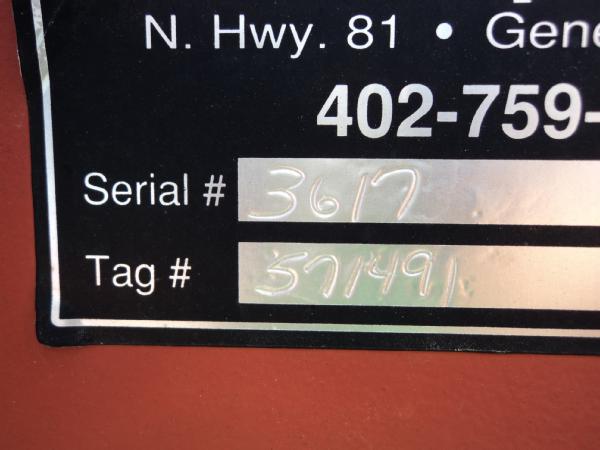 N. Hwy. 81 • Gene
402-759-
Serial # 3617
Tag # 571491